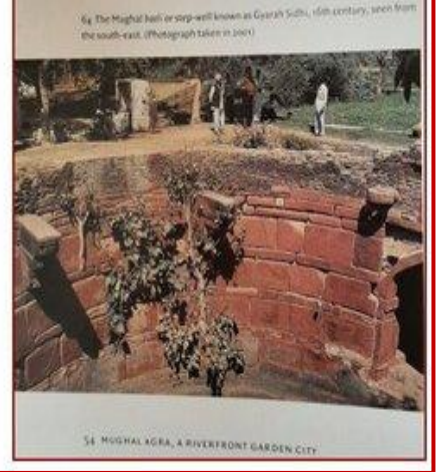 64 The Mughal baoli or step-well known as Gyarah Sidhi, 16th century, seen from
the south-east. (Photograph taken in 2001)
54 MUGHAL AGRA, A RIVERFRONT GARDEN CITY